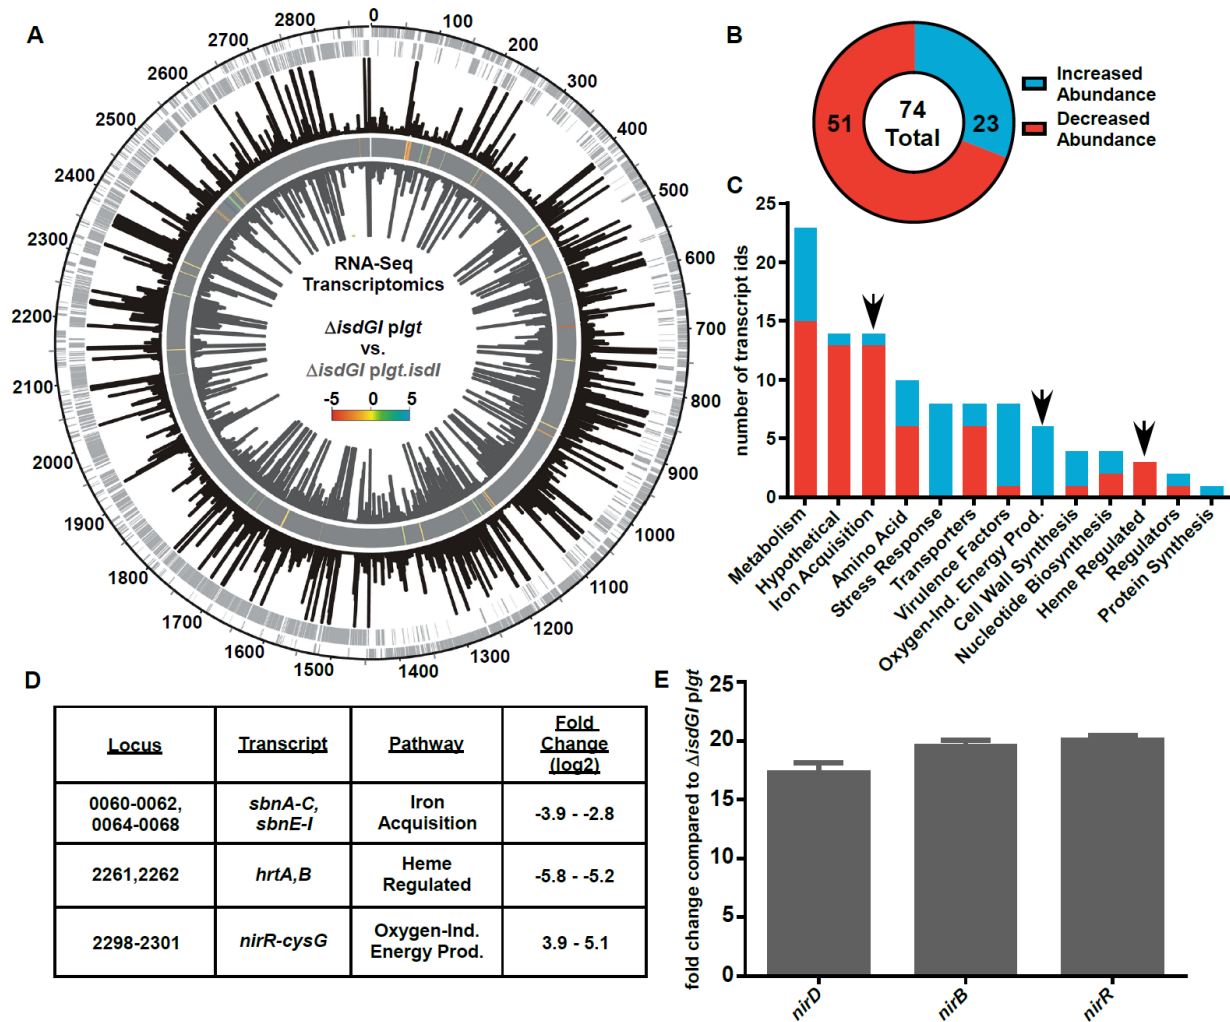 A
0
100
200
300
400
500
600
700
800
900
1000
1100
1200
1300
1400
1500
1600
1700
1800
1900
2000
2100
2200
2300
2400
2500
2600
2700
2800
RNA-Seq
Transcriptomics
ΔisdGI plgt
vs.
ΔisdGI plgt.isdI
-5 0 5
B
51
74
Total
23
Increased
Abundance
Decreased
Abundance
C
number of transcript ids
25
20
15
10
5
0
Metabolism
Hypothetical
Iron Acquisition
Amino Acid
Stress Response
Transporters
Virulence Factors
Oxygen-Ind. Energy Prod.
Cell Wall Synthesis
Nucleotide Biosynthesis
Heme Regulated
Regulators
Protein Synthesis
D
Locus Transcript Pathway Fold
Change
(log2)
0060-0062,
0064-0068
sbnA-C,
sbnE-I
Iron
Acquisition
-3.9 - -2.8
2261,2262
hrtA,B
Heme
Regulated
-5.8 - -5.2
2298-2301
nirR-cysG
Oxygen-Ind.
Energy Prod.
3.9 - 5.1
E
fold change compared to ΔisdGI plgt
25
20
15
10
5
0
nirD
nirB
nirR